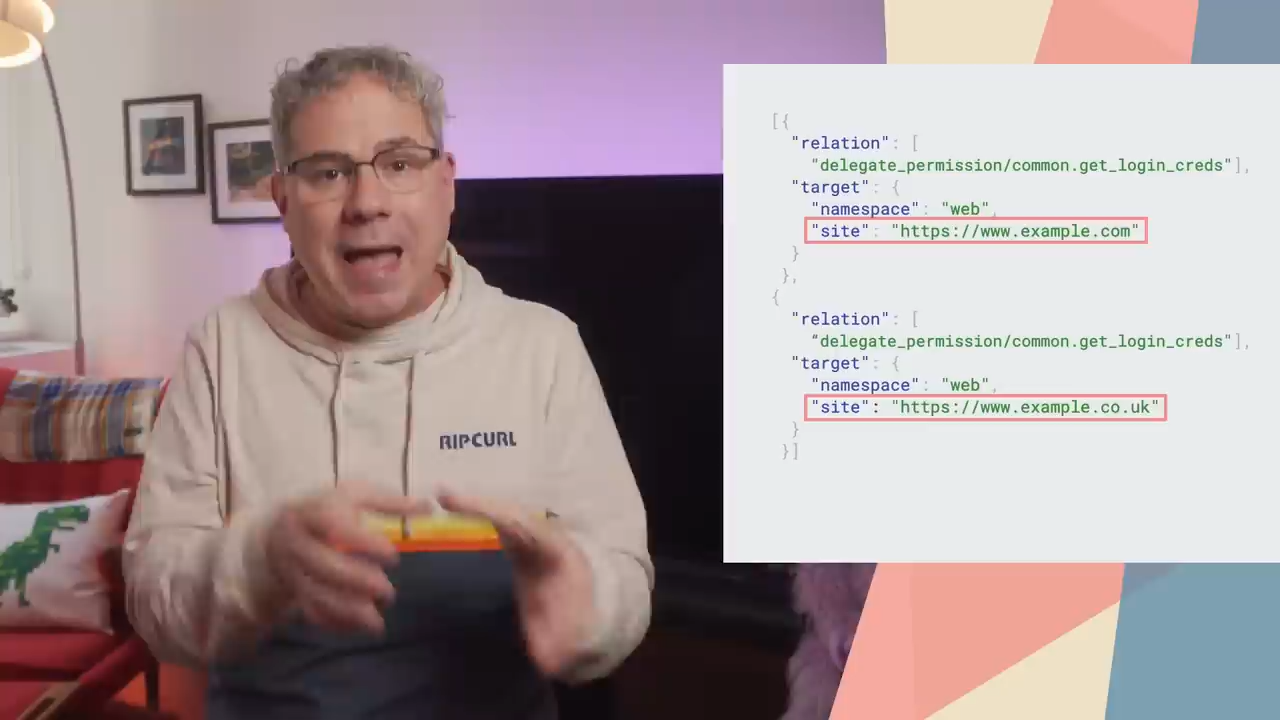 RIPCURL
[{
"relation": [
"delegate_permission/common.get_login_creds"],
"target": {
"namespace": "web",
"site": "https://www.example.com"
}
},
{
"relation": [
"delegate_permission/common.get_login_creds"],
"target": {
"namespace": "web",
"site": "https://www.example.co.uk"
}
}]